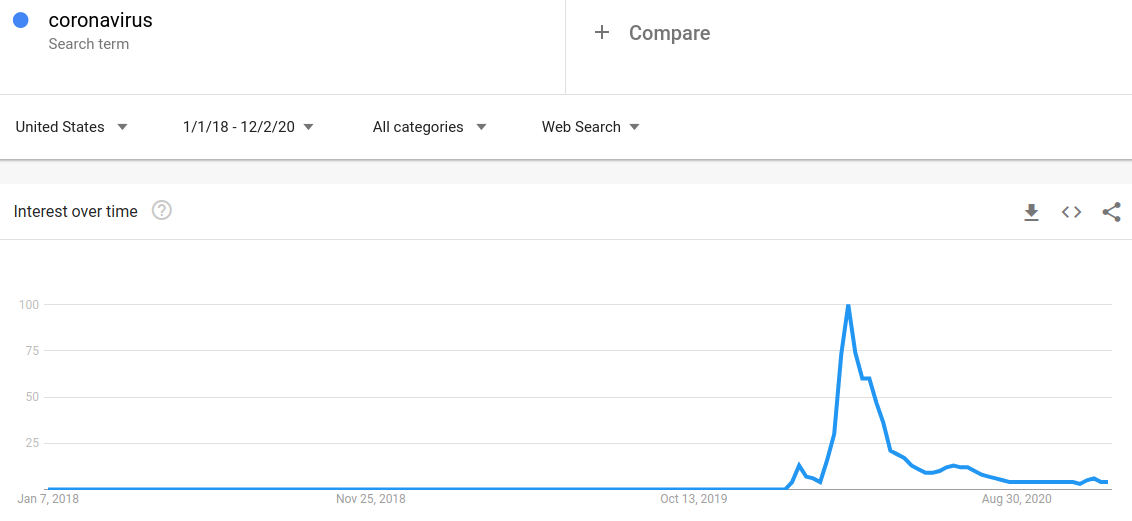 coronavirus
Search term
+ Compare
United States
1/1/18 - 12/2/20
All categories
Web Search
Interest over time ?
100
75
50
25
Jan 7, 2018
Nov 25, 2018
Oct 13, 2019
Aug 30, 2020